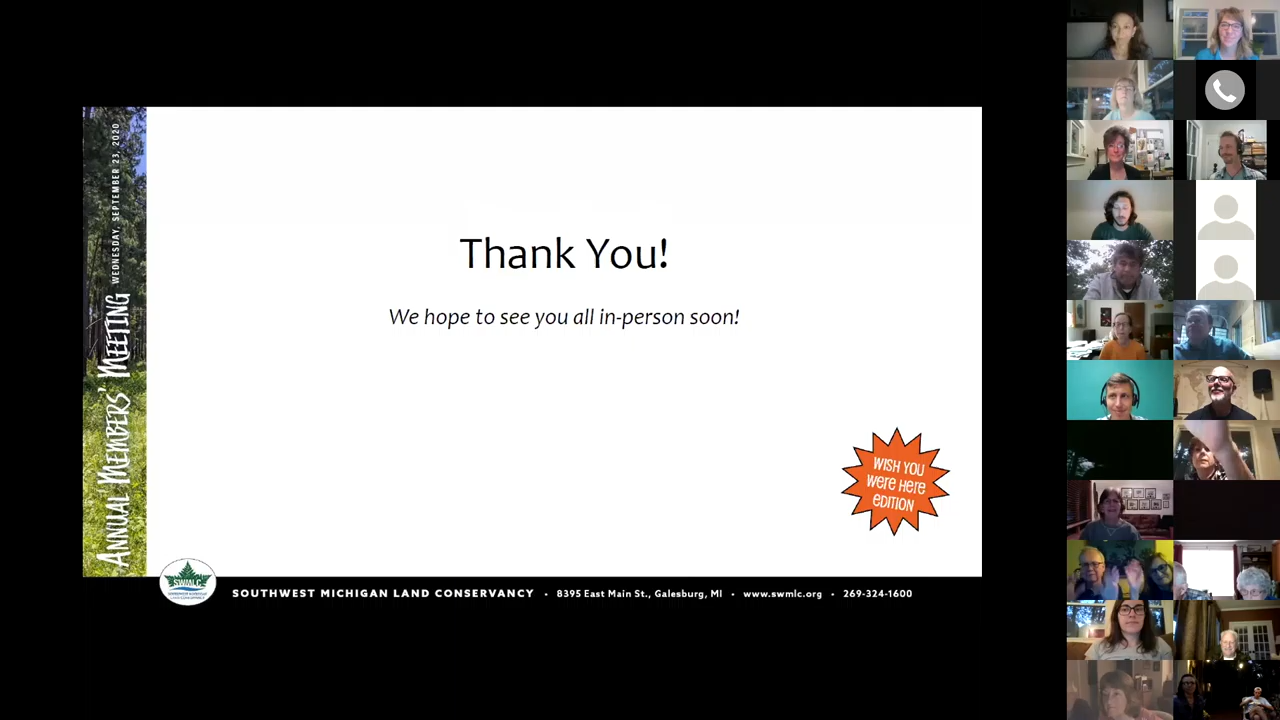 WEDNESDAY, SEPTEMBER 23, 2020
ANNUAL MEMBERS' MEETING
Thank You!
We hope to see you all in-person soon!
WISH YOU
WERE HERE
EDITION
SWMLC
SOUTHWEST MICHIGAN LAND CONSERVANCY • 8395 East Main St., Galesburg, MI • www.swmlc.org • 269-324-1600